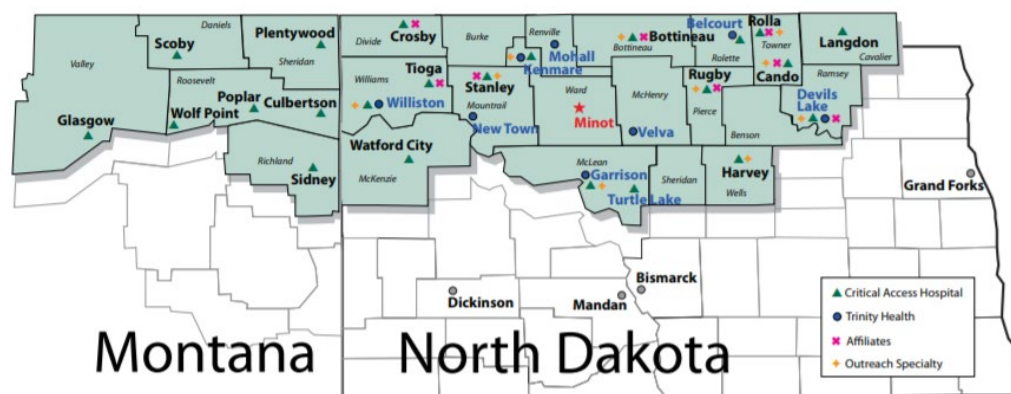 Daniels
Scoby
Plentywood
Sheridan
Valley
Roosevelt
Poplar
Wolf Point
Culbertson
Glasgow
Richland
Sidney
Crosby
Divide
Burke
Renville
Mohall
Kenmare
Bottineau
Bottineau
Belcourt
Rolette
Rolla
Towner
Cando
Langdon
Cavalier
Ramsey
Devils
Lake
Williams
Tioga
Williston
Stanley
Mountrail
New Town
Ward
Minot
McHenry
Velva
Rugby
Pierce
Benson
Watford City
McKenzie
McLean
Garrison
Turtle Lake
Sheridan
Harvey
Wells
Grand Forks
Dickinson
Mandan
Bismarck
Montana
North Dakota
Critical Access Hospital
Trinity Health
Affiliates
Outreach Specialty